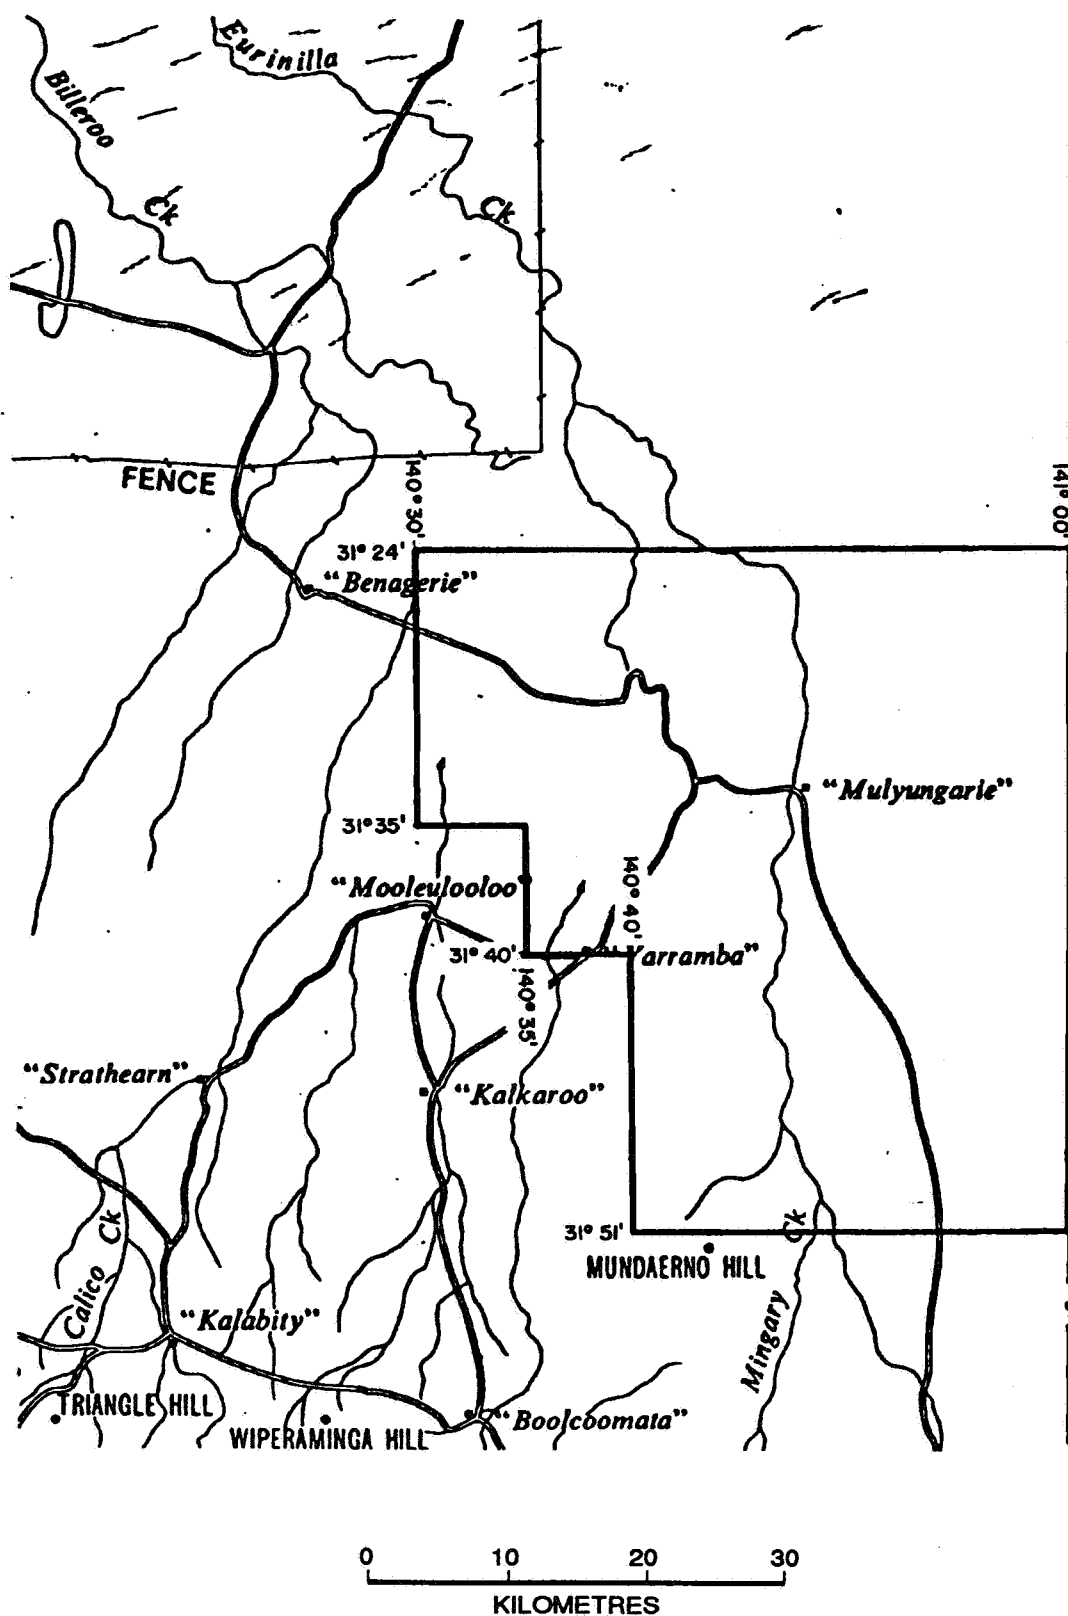 Eurinilla
Billeroo
Ck
Ck
FENCE
140° 30'
141° 00'
31° 24'
"Benagerie"
"Mulyungarie"
31° 35'
"Mooleulooloo"
140° 40'
31° 40'
"Yarramba"
140° 35'
"Strathearn"
"Kalkaroo"
Ck
Ck
31° 51'
MUNDAERNO HILL
Calico
"Kalabity"
Mingary
TRIANGLE HILL
WIPERAMINGA HILL
"Boolcoomata"
0 10 20 30
KILOMETRES